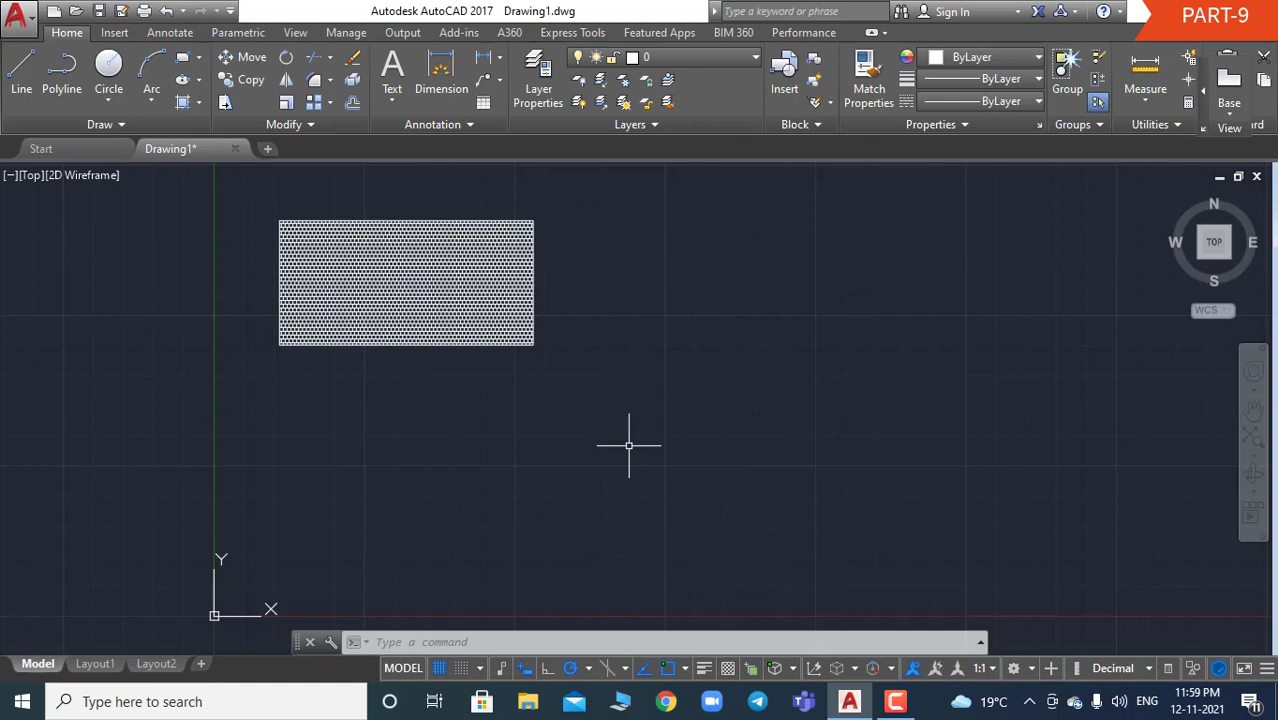 Autodesk AutoCAD 2017 Drawing1.dwg
Type a keyword or phrase
Sign In
PART-9
Home Insert Annotate Parametric View Manage Output Add-ins A360 Express Tools Featured Apps BIM 360 Performance
Line Polyline Circle Arc
Move
Copy
Text Dimension
Layer Properties
0
Insert
Match Properties
ByLayer
ByLayer
ByLayer
Group
Measure
Base
Draw Modify Annotation Layers Block Properties Groups Utilities View
Start Drawing1*
[−][Top][2D Wireframe]
N
W TOP E
S
WCS
Y
X
Type a command
Model Layout1 Layout2
MODEL 1:1 Decimal
Type here to search
19°C ENG
11:59 PM
12-11-2021
11